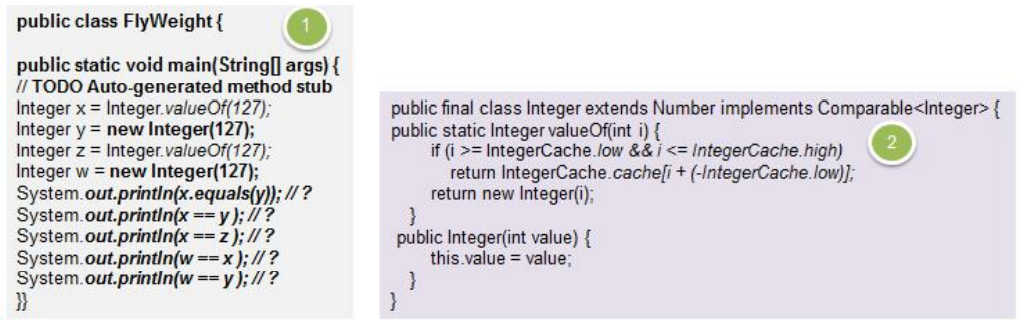 public class FlyWeight {
1
public static void main(String[] args) {
// TODO Auto-generated method stub
Integer x = Integer.valueOf(127);
Integer y = new Integer(127);
Integer z = Integer.valueOf(127);
Integer w = new Integer(127);
System.out.println(x.equals(y)); // ?
System.out.println(x == y ); // ?
System.out.println(x == z ); // ?
System.out.println(w == x ); // ?
System.out.println(w == y ); // ?
}}
public final class Integer extends Number implements Comparable<Integer> {
2
public static Integer valueOf(int i) {
if (i >= IntegerCache.low && i <= IntegerCache.high)
return IntegerCache.cache[i + (-IntegerCache.low)];
return new Integer(i);
}
public Integer(int value) {
this.value = value;
}
}